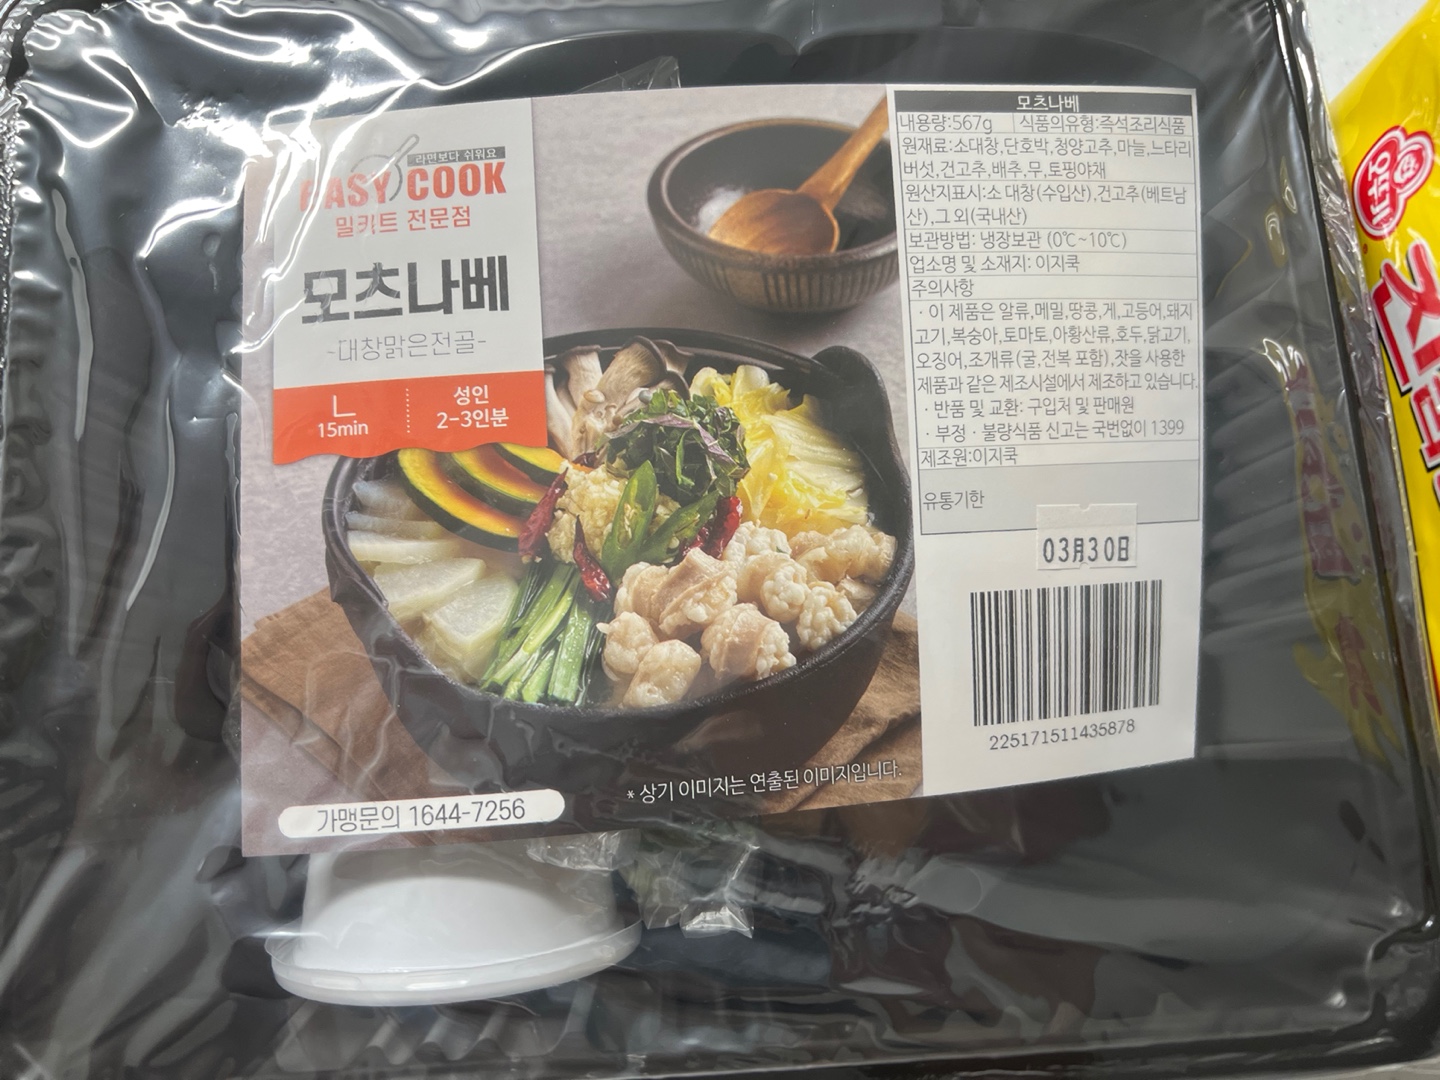 라면보다 쉬워요
EASY COOK
밀키트 전문점
모츠나베
-대창맑은전골-
15min
성인
2-3인분
모츠나베
내용량:567g 식품의유형:즉석조리식품
원재료:소대창,단호박,청양고추,마늘,느타리
버섯,건고추,배추,무,토핑야채
원산지표시:소 대창(수입산),건고추(베트남
산),그 외(국내산)
보관방법: 냉장보관 (0℃~10℃)
업소명 및 소재지: 이지쿡
주의사항
· 이 제품은 알류,메밀,땅콩,게,고등어,돼지
고기,복숭아,토마토,아황산류,호두,닭고기,
오징어,조개류(굴,전복 포함),잣을 사용한
제품과 같은 제조시설에서 제조하고 있습니다.
· 반품 및 교환: 구입처 및 판매원
· 부정 · 불량식품 신고는 국번없이 1399
제조원:이지쿡
유통기한
03月30日
225171511435878
* 상기 이미지는 연출된 이미지입니다.
가맹문의 1644-7256
오뚜기
진